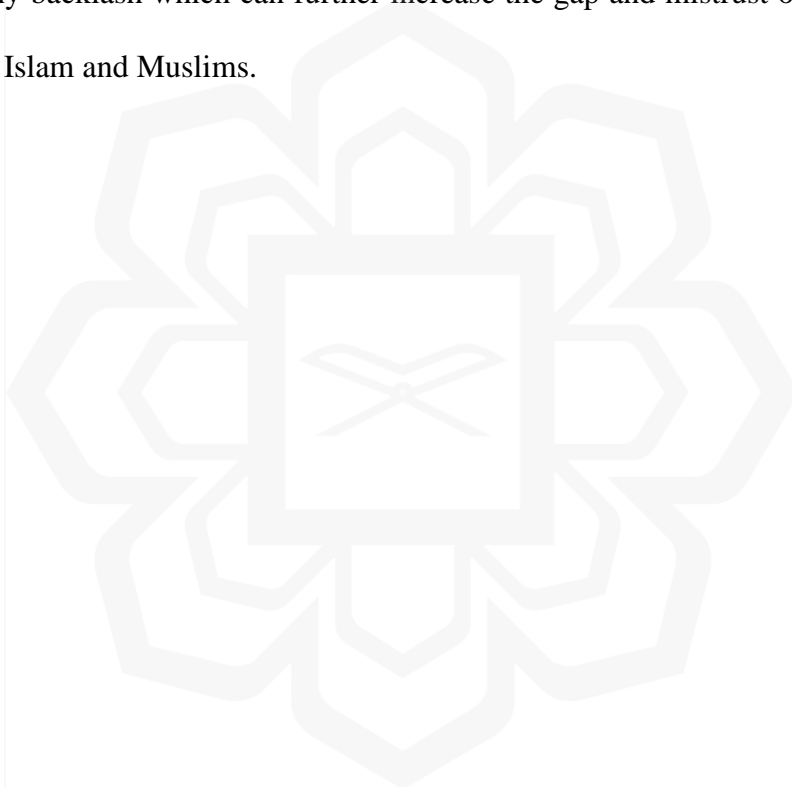 backlash which can further increase the gap and mistrust
Islam and Muslims.